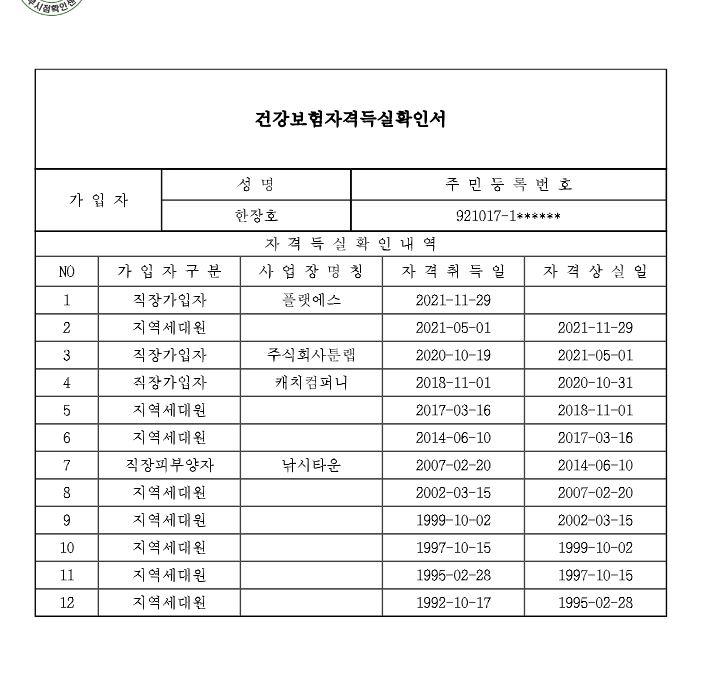 부시점확인센
건강보험자격득실확인서
가 입 자
성 명
주 민 등 록 번 호
한장호
921017-1******
자 격 득 실 확 인 내 역
NO 가 입 자 구 분 사 업 장 명 칭 자 격 취 득 일 자 격 상 실 일
1 직장가입자 플랫에스 2021-11-29
2 지역세대원 2021-05-01 2021-11-29
3 직장가입자 주식회사툰랩 2020-10-19 2021-05-01
4 직장가입자 캐치컴퍼니 2018-11-01 2020-10-31
5 지역세대원 2017-03-16 2018-11-01
6 지역세대원 2014-06-10 2017-03-16
7 직장피부양자 낚시타운 2007-02-20 2014-06-10
8 지역세대원 2002-03-15 2007-02-20
9 지역세대원 1999-10-02 2002-03-15
10 지역세대원 1997-10-15 1999-10-02
11 지역세대원 1995-02-28 1997-10-15
12 지역세대원 1992-10-17 1995-02-28